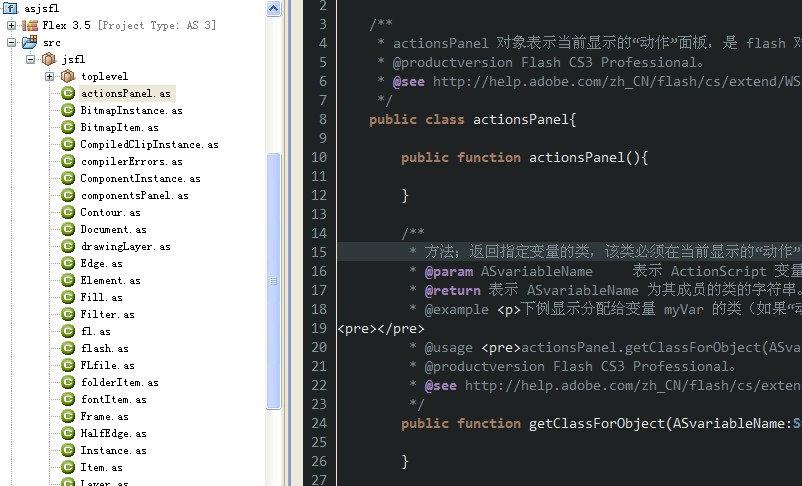 asjsfl
Flex 3.5 [Project Type: AS 3]
src
jsfl
toplevel
actionsPanel.as
BitmapInstance.as
BitmapItem.as
CompiledClipInstance.as
compilerErrors.as
ComponentInstance.as
componentsPanel.as
Contour.as
Document.as
drawingLayer.as
Edge.as
Element.as
Fill.as
Filter.as
fl.as
flash.as
FLfile.as
folderItem.as
fontItem.as
Frame.as
HalfEdge.as
Instance.as
Item.as
Layer.as
2
3 /**
4 * actionsPanel 对象表示当前显示的“动作”面板，是 flash 对
5 * @productversion Flash CS3 Professional。
6 * @see http://help.adobe.com/zh_CN/flash/cs/extend/WS
7 */
8 public class actionsPanel{
9
10 public function actionsPanel(){
11
12 }
13
14 /**
15 * 方法；返回指定变量的类，该类必须在当前显示的“动作”
16 * @param ASvariableName 表示 ActionScript 变量
17 * @return 表示 ASvariableName 为其成员的类的字符串。
18 * @example <p>下例显示分配给变量 myVar 的类（如果“动
19 <pre></pre>
20 * @usage <pre>actionsPanel.getClassForObject(ASva
21 * @productversion Flash CS3 Professional。
22 * @see http://help.adobe.com/zh_CN/flash/cs/exten
23 */
24 public function getClassForObject(ASvariableName:S
25
26 }
27